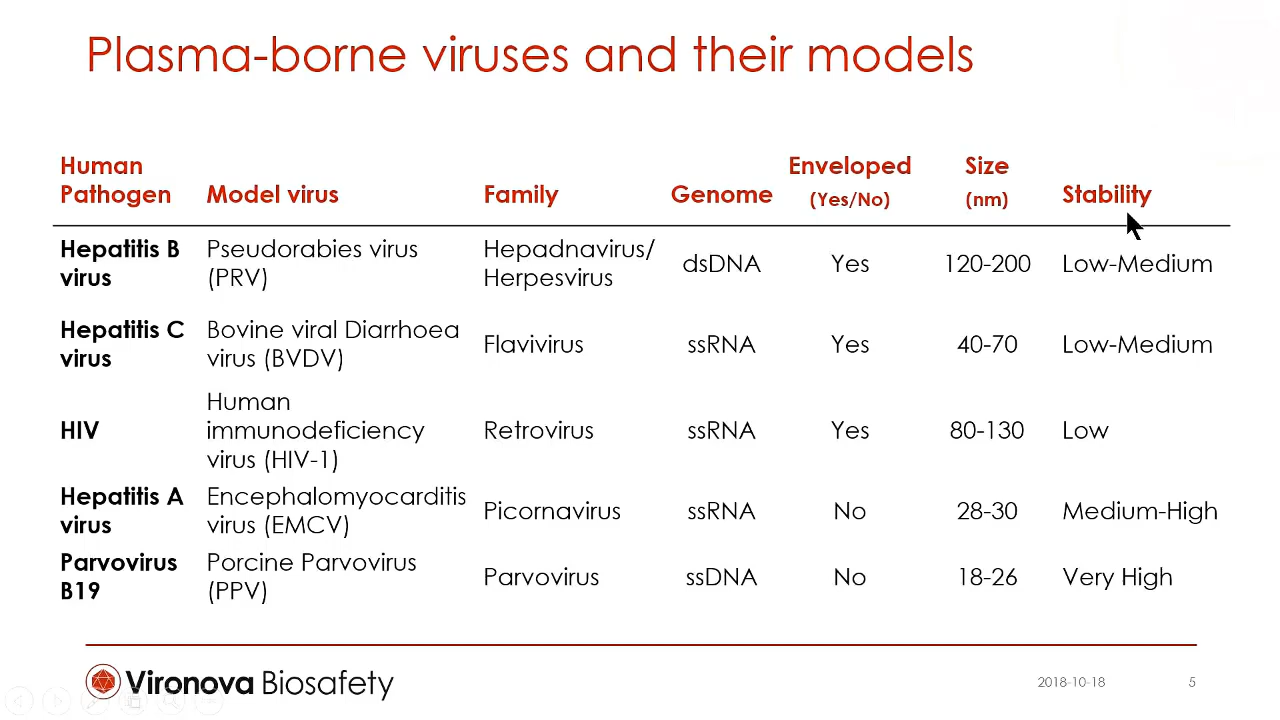 Plasma-borne viruses and their models
Human
Pathogen
Model virus
Family
Genome
Enveloped
(Yes/No)
Size
(nm)
Stability
Hepatitis B
virus
Pseudorabies virus
(PRV)
Hepadnavirus/
Herpesvirus
dsDNA
Yes
120-200
Low-Medium
Hepatitis C
virus
Bovine viral Diarrhoea
virus (BVDV)
Flavivirus
ssRNA
Yes
40-70
Low-Medium
HIV
Human
immunodeficiency
virus (HIV-1)
Retrovirus
ssRNA
Yes
80-130
Low
Hepatitis A
virus
Encephalomyocarditis
virus (EMCV)
Picornavirus
ssRNA
No
28-30
Medium-High
Parvovirus
B19
Porcine Parvovirus
(PPV)
Parvovirus
ssDNA
No
18-26
Very High
Vironova Biosafety
2018-10-18
5